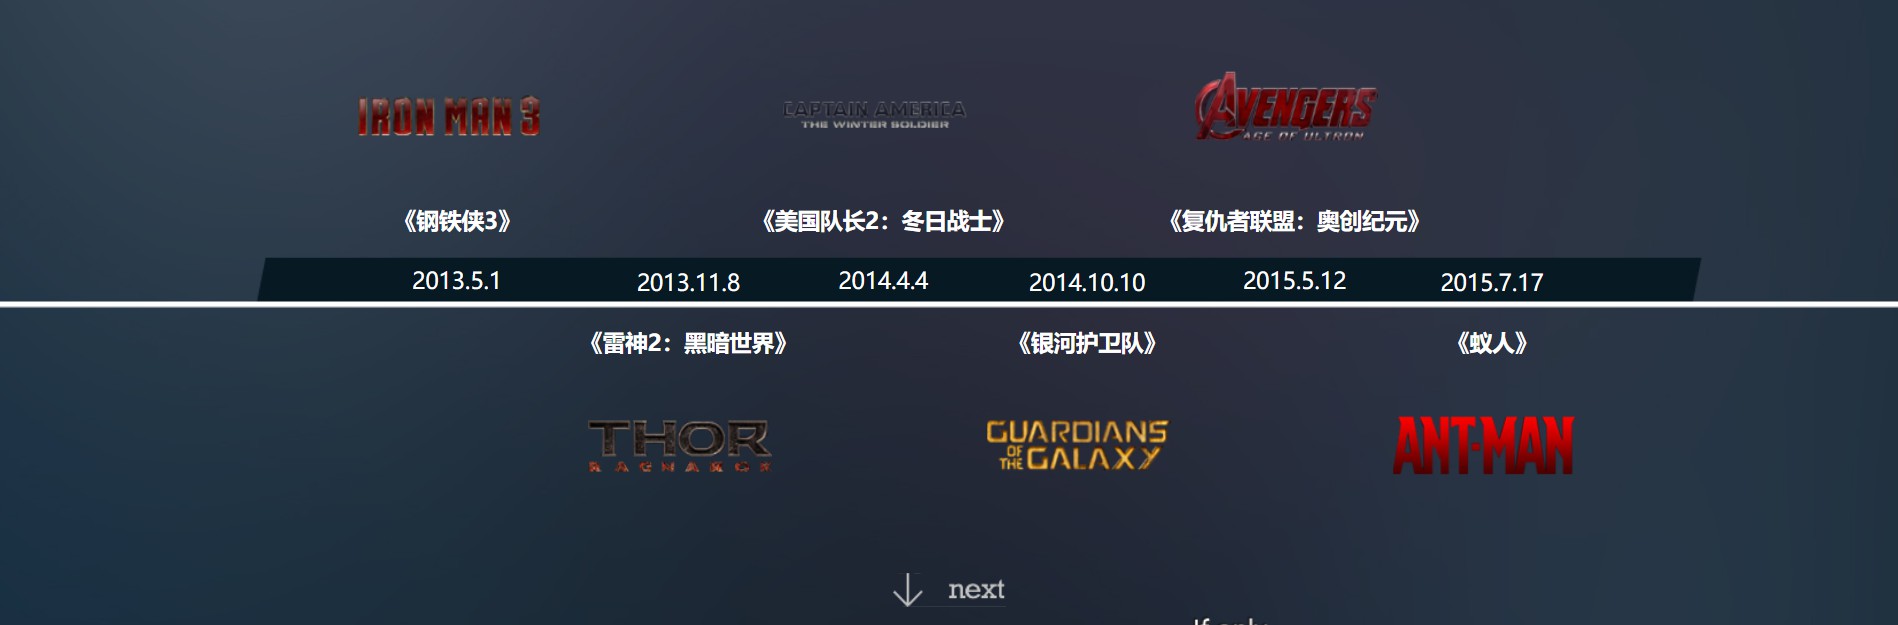 IRON MAN 3
CAPTAIN AMERICA
THE WINTER SOLDIER
AVENGERS
AGE OF ULTRON
《钢铁侠3》
《美国队长2：冬日战士》
《复仇者联盟：奥创纪元》
2013.5.1
2013.11.8
2014.4.4
2014.10.10
2015.5.12
2015.7.17
《雷神2：黑暗世界》
《银河护卫队》
《蚁人》
THOR
RAGNAROK
GUARDIANS
OF THE GALAXY
ANT-MAN
next